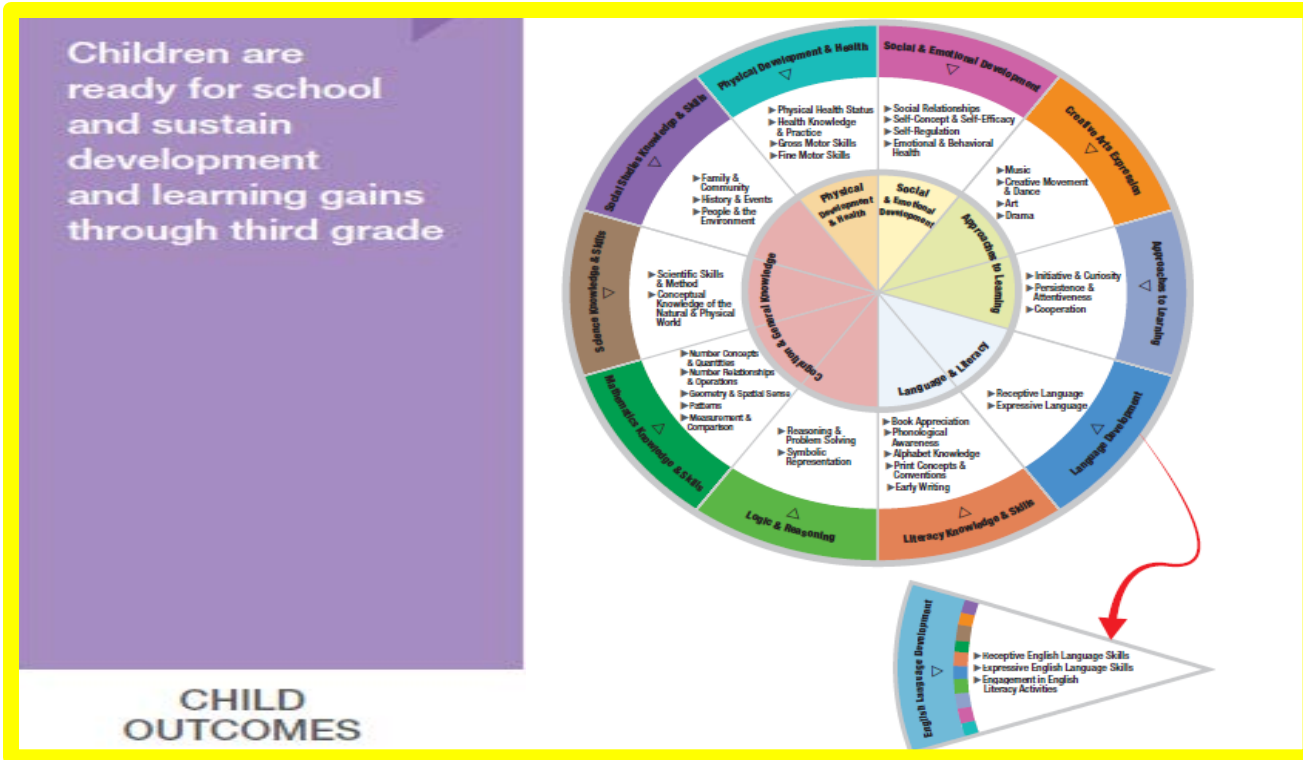 Children are
ready for school
and sustain
development
and learning gains
through third grade
CHILD
OUTCOMES
Physical Development & Health
▶Physical Health Status
▶Health Knowledge
& Practice
▶Gross Motor Skills
▶Fine Motor Skills
Social & Emotional Development
▶Social Relationships
▶Self-Concept & Self-Efficacy
▶Self-Regulation
▶Emotional & Behavioral
Health
Creative Arts Expression
▶Music
▶Creative Movement
& Dance
▶Art
▶Drama
Approaches to Learning
▶Initiative & Curiosity
▶Persistence &
Attentiveness
▶Cooperation
Language Development
▶Receptive Language
▶Expressive Language
Literacy Knowledge & Skills
▶Book Appreciation
▶Phonological
Awareness
▶Alphabet Knowledge
▶Print Concepts &
Conventions
▶Early Writing
Logic & Reasoning
▶Reasoning &
Problem Solving
▶Symbolic
Representation
Mathematics Knowledge & Skills
▶Number Concepts
& Quantities
▶Number Relationships
& Operations
▶Geometry & Spatial Sense
▶Patterns
▶Measurement &
Comparison
Science Knowledge & Skills
▶Scientific Skills
& Method
▶Conceptual
Knowledge of the
Natural & Physical
World
Social Studies Knowledge & Skills
▶Family &
Community
▶History & Events
▶People & the
Environment
Physical
Development
& Health
Social
& Emotional
Development
Approaches to Learning
Language & Literacy
Cognition & General Knowledge
English Language Development
▶Receptive English Language Skills
▶Expressive English Language Skills
▶Engagement in English
Literacy Activities